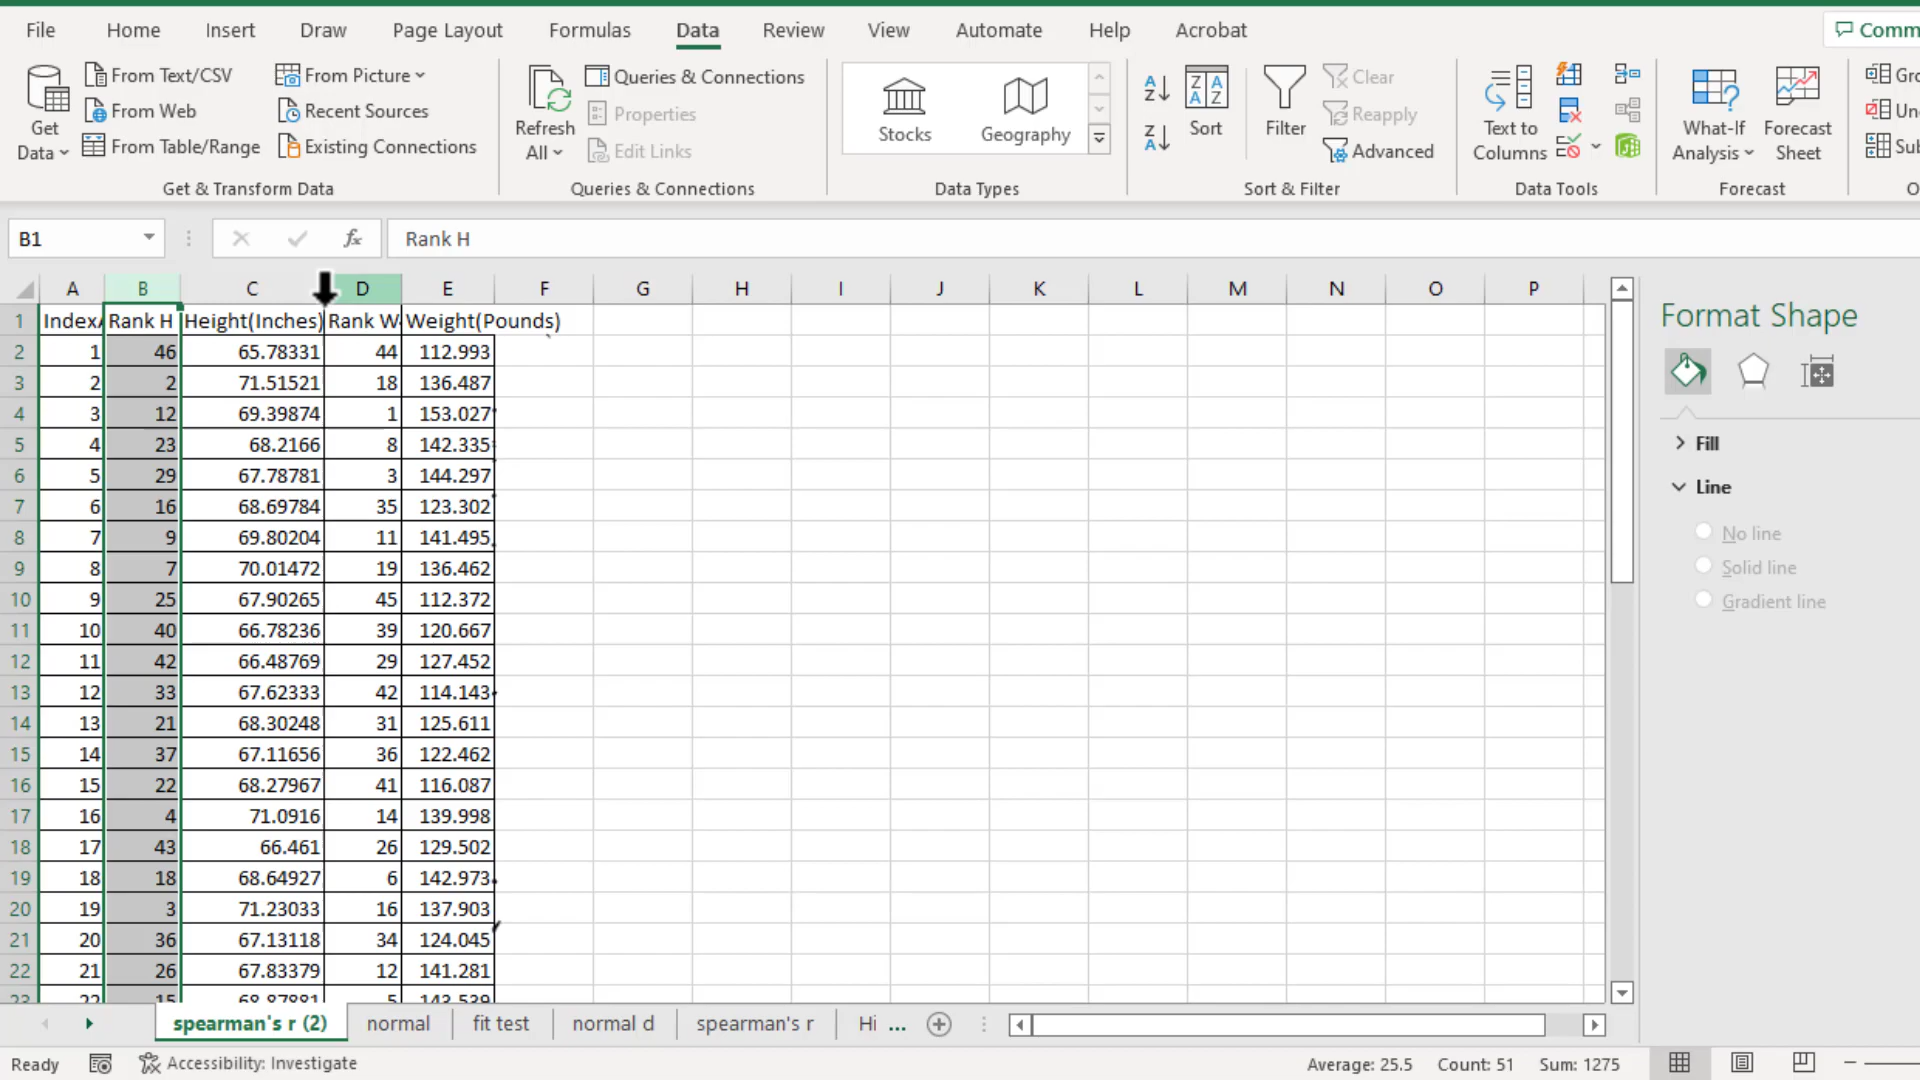 File Home Insert Draw Page Layout Formulas Data Review View Automate Help Acrobat
Get Data
From Text/CSV
From Web
From Table/Range
From Picture
Recent Sources
Existing Connections
Get & Transform Data
Refresh All
Queries & Connections
Properties
Edit Links
Queries & Connections
Stocks
Geography
Data Types
Sort
Filter
Clear
Reapply
Advanced
Sort & Filter
Text to Columns
Data Tools
What-If Analysis
Forecast Sheet
Forecast
B1
fx
Rank H
A B C D E F G H I J K L M N O P
1 Index Rank H Height(Inches) Rank W Weight(Pounds)
2 1 46 65.78331 44 112.993
3 2 2 71.51521 18 136.487
4 3 12 69.39874 1 153.027
5 4 23 68.2166 8 142.335
6 5 29 67.78781 3 144.297
7 6 16 68.69784 35 123.302
8 7 9 69.80204 11 141.495
9 8 7 70.01472 19 136.462
10 9 25 67.90265 45 112.372
11 10 40 66.78236 39 120.667
12 11 42 66.48769 29 127.452
13 12 33 67.62333 42 114.143
14 13 21 68.30248 31 125.611
15 14 37 67.11656 36 122.462
16 15 22 68.27967 41 116.087
17 16 4 71.0916 14 139.998
18 17 43 66.461 26 129.502
19 18 18 68.64927 6 142.973
20 19 3 71.23033 16 137.903
21 20 36 67.13118 34 124.045
22 21 26 67.83379 12 141.281
23 22 15 68.87881 5 143.539
Format Shape
Fill
Line
No line
Solid line
Gradient line
spearman's r (2) normal fit test normal d spearman's r Hi ...
Ready
Accessibility: Investigate
Average: 25.5 Count: 51 Sum: 1275